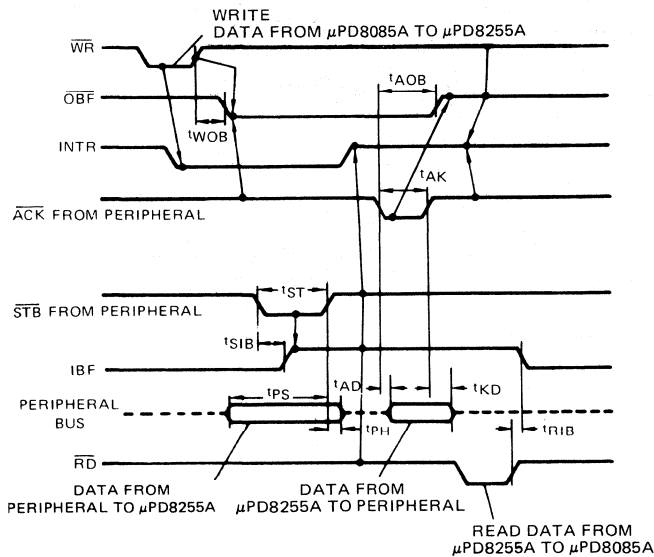 WRITE
DATA FROM μPD8085A TO μPD8255A
WR
tAOB
OBF
tWOB
INTR
tAK
ACK FROM PERIPHERAL
tST
STB FROM PERIPHERAL
tSIB
IBF
tPS
tAD
tKD
PERIPHERAL
BUS
tPH
tRIB
RD
DATA FROM
PERIPHERAL TO μPD8255A
DATA FROM
μPD8255A TO PERIPHERAL
READ DATA FROM
μPD8255A TO μPD8085A